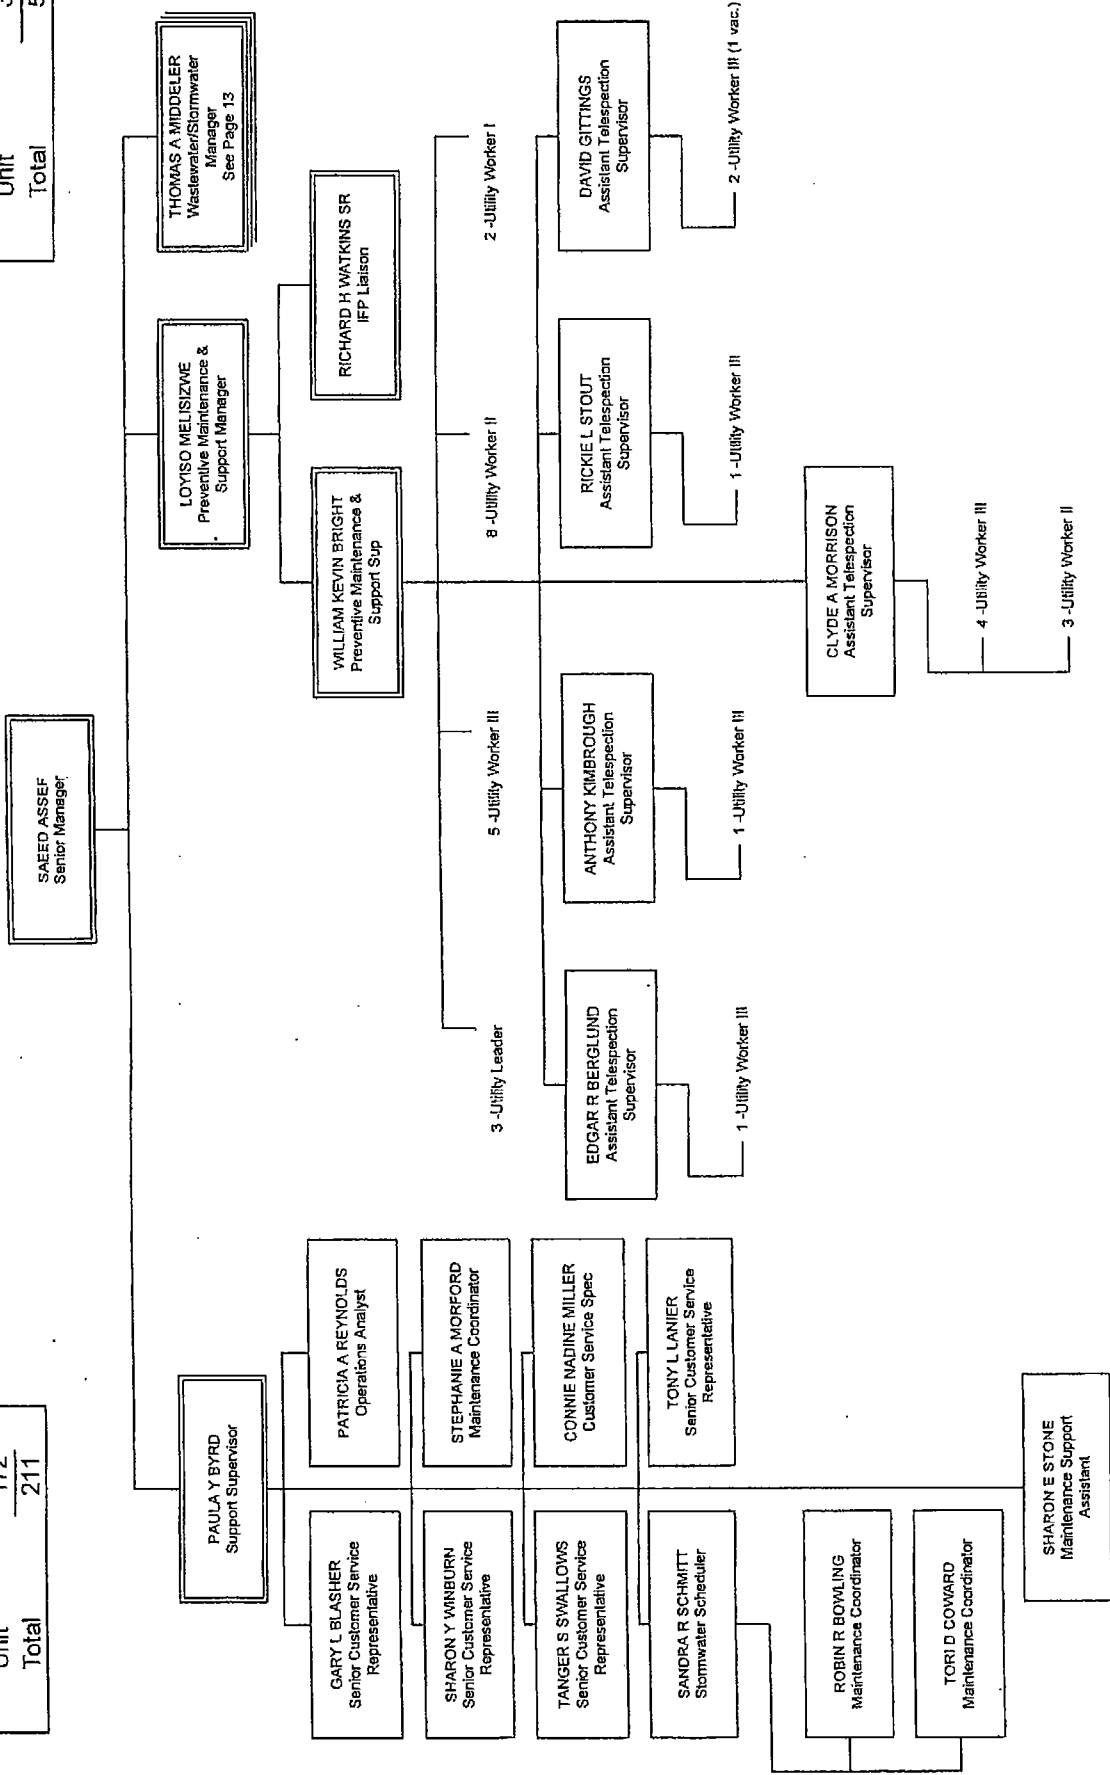 Unit 172
Total 211
Unit
Total 5
SAEED ASSEF
Senior Manager
PAULA Y BYRD
Support Supervisor
LOYISO MELISIZWE
Preventive Maintenance &
Support Manager
THOMAS A MIDDELER
Wastewater/Stormwater
Manager
See Page 13
GARY L BLASHER
Senior Customer Service
Representative
PATRICIA A REYNOLDS
Operations Analyst
SHARON Y WINBURN
Senior Customer Service
Representative
STEPHANIE A MORFORD
Maintenance Coordinator
TANGER S SWALLOWS
Senior Customer Service
Representative
CONNIE NADINE MILLER
Customer Service Spec
SANDRA R SCHMITT
Stormwater Scheduler
TONY L LANIER
Senior Customer Service
Representative
ROBIN R BOWLING
Maintenance Coordinator
TORI D COWARD
Maintenance Coordinator
SHARON E STONE
Maintenance Support
Assistant
WILLIAM KEVIN BRIGHT
Preventive Maintenance &
Support Sup
RICHARD H WATKINS SR
IFP Liaison
3 -Utility Leader
5 -Utility Worker III
8 -Utility Worker II
2 -Utility Worker I
EDGAR R BERGLUND
Assistant Telespection
Supervisor
1 -Utility Worker III
ANTHONY KIMBROUGH
Assistant Telespection
Supervisor
1 -Utility Worker III
RICKIE L STOUT
Assistant Telespection
Supervisor
1 -Utility Worker III
DAVID GITTINGS
Assistant Telespection
Supervisor
2 -Utility Worker III (1 vac.)
CLYDE A MORRISON
Assistant Telespection
Supervisor
4 -Utility Worker III
3 -Utility Worker II